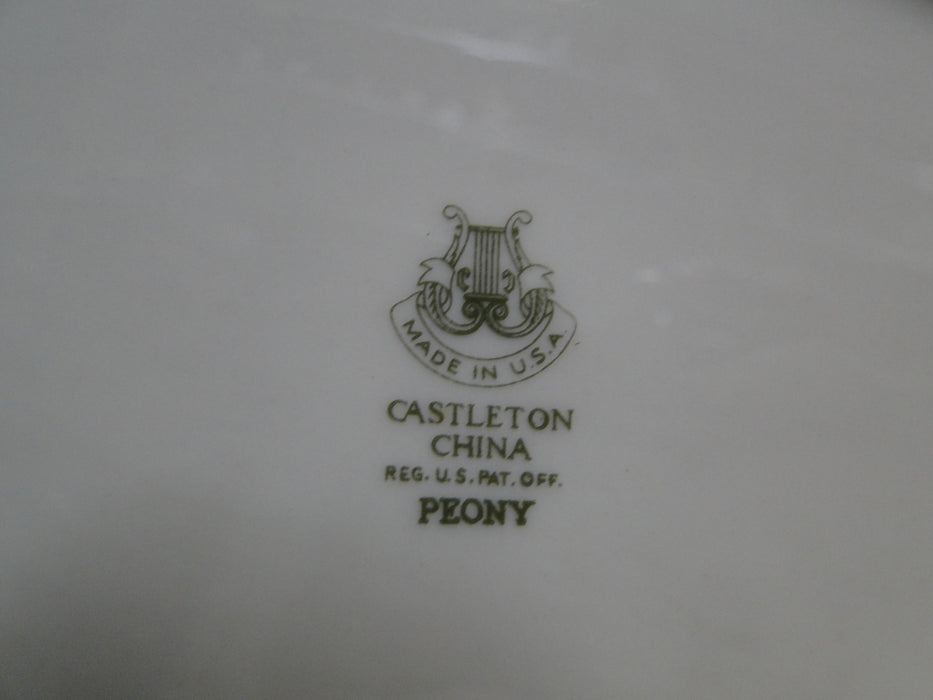 MADE IN U.S.A.
CASTLETON
CHINA
REG. U.S. PAT. OFF.
PEONY